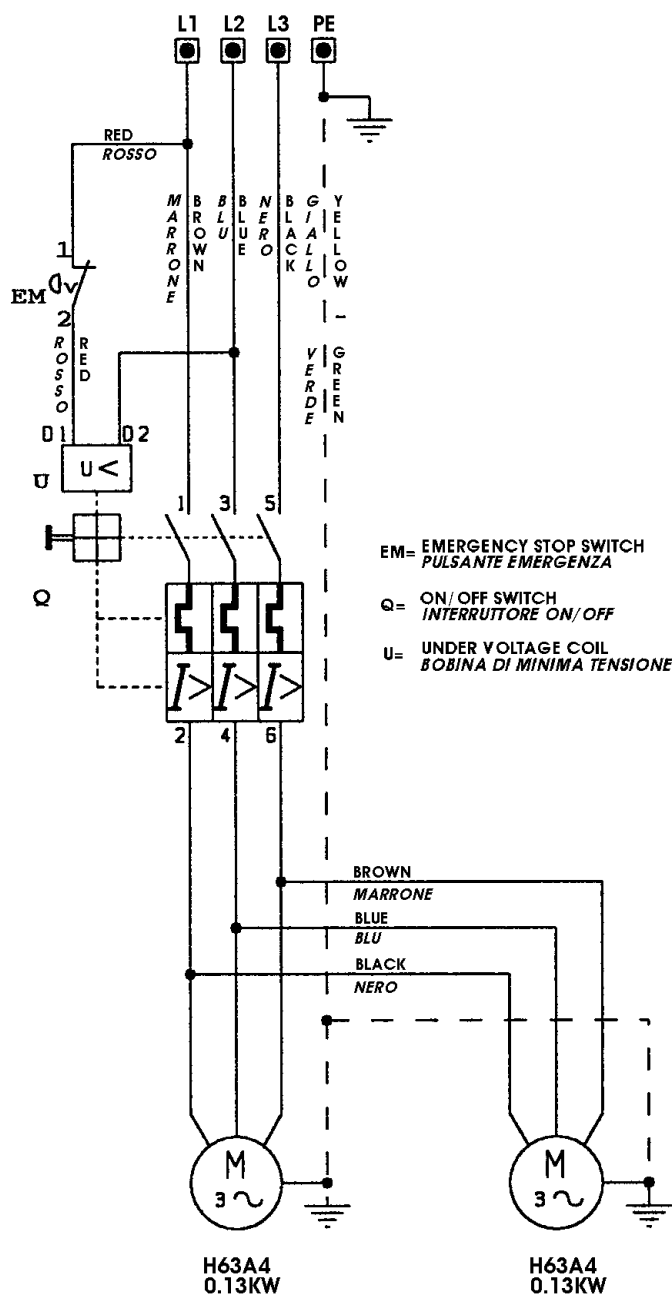 L1 L2 L3 PE
RED
ROSSO
MARRONE
BROWN
BLU
BLUE
NERO
BLACK
GIALLO
YELLOW -
1
EM
2
ROSSO
RED
VERDE
GREEN
D1 D2
U<
U
1 3 5
Q
EM= EMERGENCY STOP SWITCH
PULSANTE EMERGENZA
Q= ON/OFF SWITCH
INTERRUTTORE ON/OFF
U= UNDER VOLTAGE COIL
BOBINA DI MINIMA TENSIONE
I> I> I>
2 4 6
BROWN
MARRONE
BLUE
BLU
BLACK
NERO
M
3~
M
3~
H63A4
0.13KW
H63A4
0.13KW